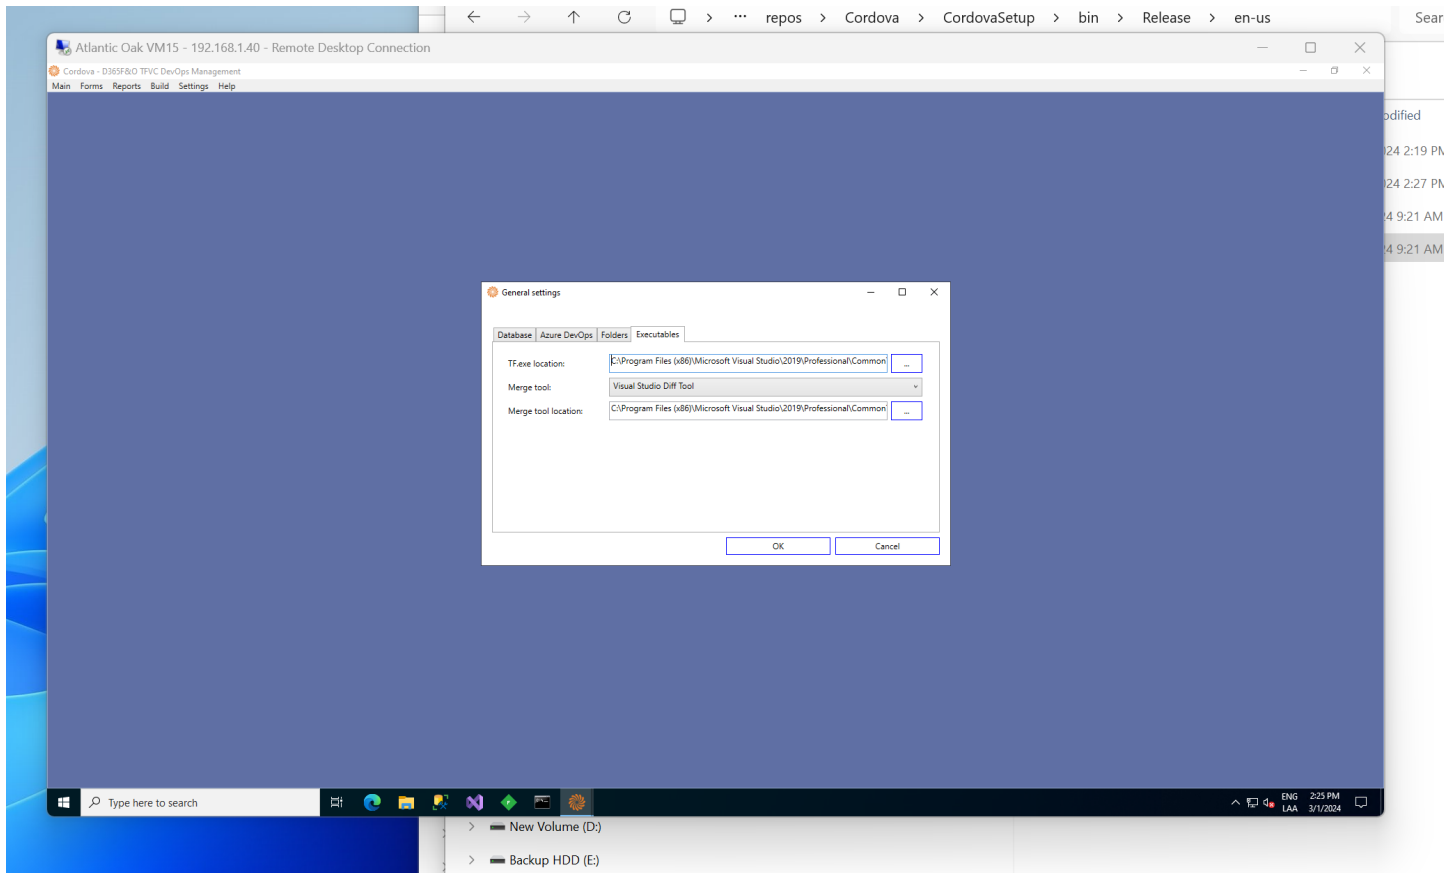 repos > Cordova > CordovaSetup > bin > Release > en-us
Sear
Atlantic Oak VM15 - 192.168.1.40 - Remote Desktop Connection
Cordova - D365F&O TFVC DevOps Management
Main Forms Reports Build Settings Help
odified
024 2:19 PM
024 2:27 PM
24 9:21 AM
24 9:21 AM
General settings
Database Azure DevOps Folders Executables
TF.exe location: C:\Program Files (x86)\Microsoft Visual Studio\2019\Professional\Common ...
Merge tool: Visual Studio Diff Tool
Merge tool location: C:\Program Files (x86)\Microsoft Visual Studio\2019\Professional\Common ...
OK Cancel
Type here to search
ENG 2:25 PM
LAA 3/1/2024
New Volume (D:)
Backup HDD (E:)